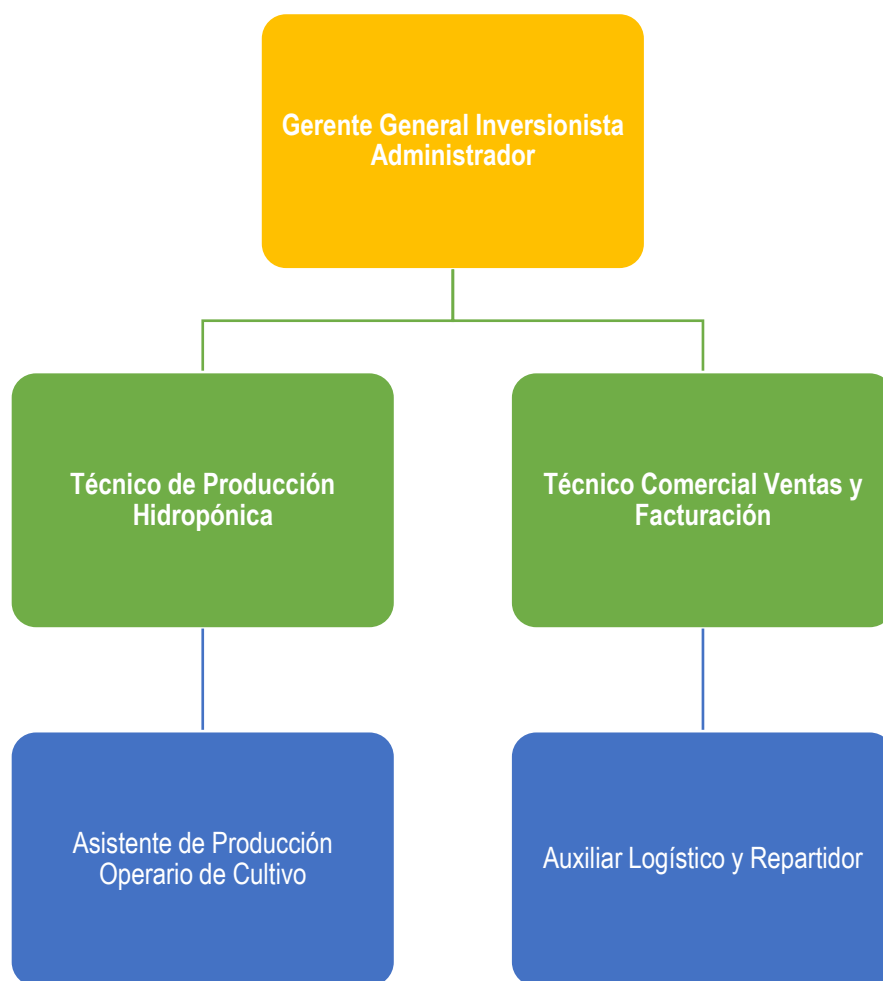 Gerente General Inversionista
Administrador
Técnico de Producción
Hidropónica
Técnico Comercial Ventas y
Facturación
Asistente de Producción
Operario de Cultivo
Auxiliar Logístico y Repartidor